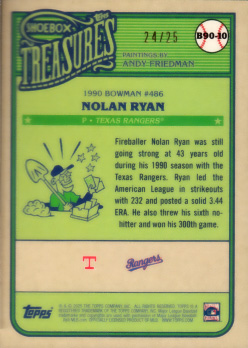 Topps
SHOEBOX
TREASURES
24/25
B90-10
PAINTINGS BY
ANDY FRIEDMAN
1990 BOWMAN #486
NOLAN RYAN
P • TEXAS RANGERS®
Fireballer Nolan Ryan was still
going strong at 43 years old
during his 1990 season with the
Texas Rangers. Ryan led the
American League in strikeouts
with 232 and posted a solid 3.44
ERA. He also threw his sixth no-
hitter and won his 300th game.
T
Rangers
Topps